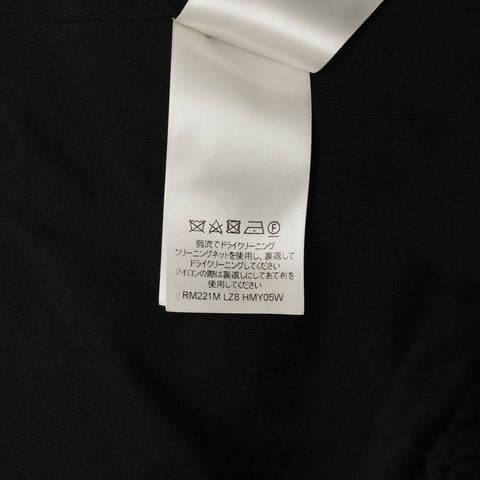 弱流でドライクリーニング
クリーニングネットを使用し、裏返して
ドライクリーニングしてください
アイロンの際は裏返しにしてあて布を
使用してください
RM221M LZ8 HMY05W